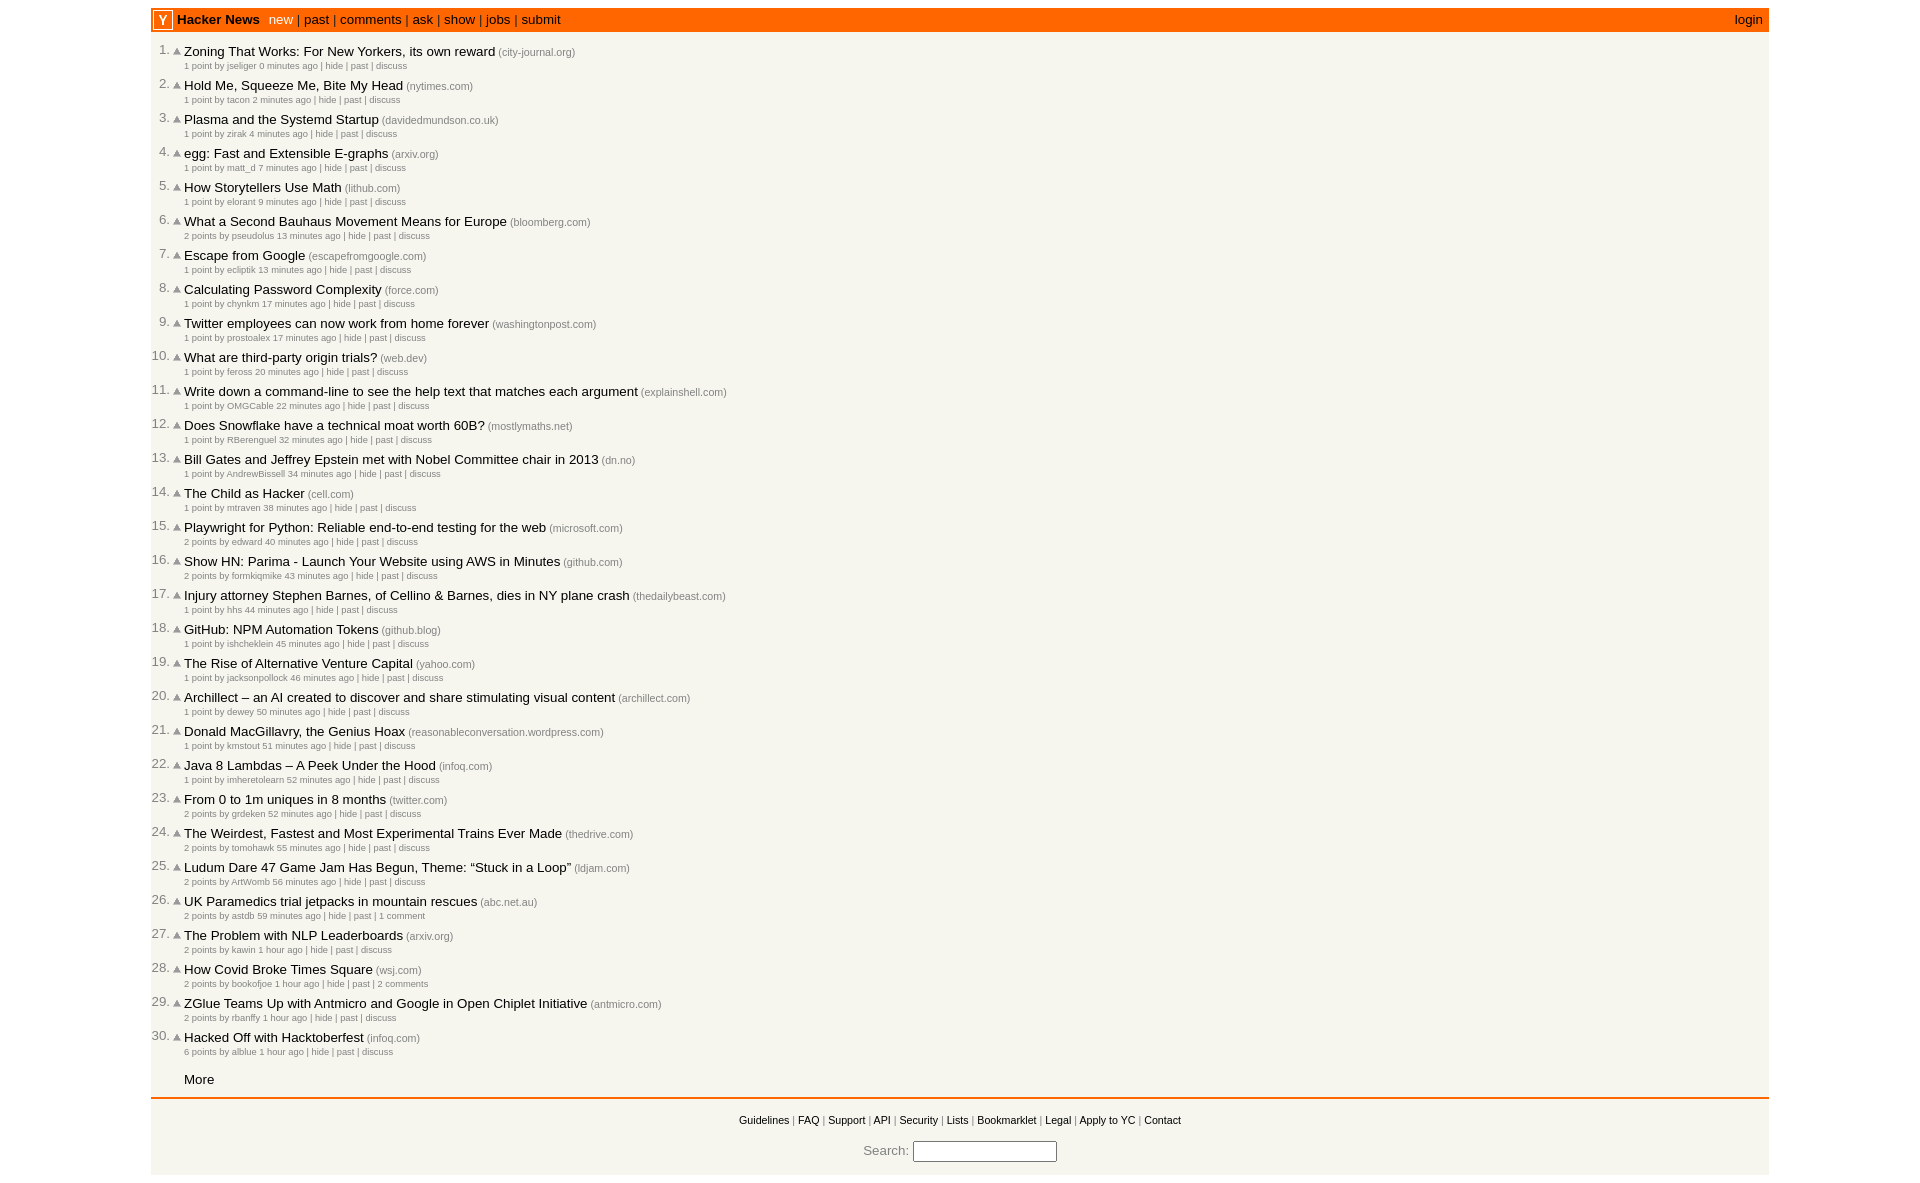 Y Hacker News new | past | comments | ask | show | jobs | submit login
1. Zoning That Works: For New Yorkers, its own reward (city-journal.org)
1 point by jseliger 0 minutes ago | hide | past | discuss
2. Hold Me, Squeeze Me, Bite My Head (nytimes.com)
1 point by tacon 2 minutes ago | hide | past | discuss
3. Plasma and the Systemd Startup (davidedmundson.co.uk)
1 point by zirak 4 minutes ago | hide | past | discuss
4. egg: Fast and Extensible E-graphs (arxiv.org)
1 point by matt_d 7 minutes ago | hide | past | discuss
5. How Storytellers Use Math (lithub.com)
1 point by elorant 9 minutes ago | hide | past | discuss
6. What a Second Bauhaus Movement Means for Europe (bloomberg.com)
2 points by pseudolus 13 minutes ago | hide | past | discuss
7. Escape from Google (escapefromgoogle.com)
1 point by ecliptik 13 minutes ago | hide | past | discuss
8. Calculating Password Complexity (force.com)
1 point by chynkm 17 minutes ago | hide | past | discuss
9. Twitter employees can now work from home forever (washingtonpost.com)
1 point by prostoalex 17 minutes ago | hide | past | discuss
10. What are third-party origin trials? (web.dev)
1 point by feross 20 minutes ago | hide | past | discuss
11. Write down a command-line to see the help text that matches each argument (explainshell.com)
1 point by OMGCable 22 minutes ago | hide | past | discuss
12. Does Snowflake have a technical moat worth 60B? (mostlymaths.net)
1 point by RBerenguel 32 minutes ago | hide | past | discuss
13. Bill Gates and Jeffrey Epstein met with Nobel Committee chair in 2013 (dn.no)
1 point by AndrewBissell 34 minutes ago | hide | past | discuss
14. The Child as Hacker (cell.com)
1 point by mtraven 38 minutes ago | hide | past | discuss
15. Playwright for Python: Reliable end-to-end testing for the web (microsoft.com)
2 points by edward 40 minutes ago | hide | past | discuss
16. Show HN: Parima - Launch Your Website using AWS in Minutes (github.com)
2 points by formkiqmike 43 minutes ago | hide | past | discuss
17. Injury attorney Stephen Barnes, of Cellino & Barnes, dies in NY plane crash (thedailybeast.com)
1 point by hhs 44 minutes ago | hide | past | discuss
18. GitHub: NPM Automation Tokens (github.blog)
1 point by ishcheklein 45 minutes ago | hide | past | discuss
19. The Rise of Alternative Venture Capital (yahoo.com)
1 point by jacksonpollock 46 minutes ago | hide | past | discuss
20. Archillect – an AI created to discover and share stimulating visual content (archillect.com)
1 point by dewey 50 minutes ago | hide | past | discuss
21. Donald MacGillavry, the Genius Hoax (reasonableconversation.wordpress.com)
1 point by kmstout 51 minutes ago | hide | past | discuss
22. Java 8 Lambdas – A Peek Under the Hood (infoq.com)
1 point by imheretolearn 52 minutes ago | hide | past | discuss
23. From 0 to 1m uniques in 8 months (twitter.com)
2 points by grdeken 52 minutes ago | hide | past | discuss
24. The Weirdest, Fastest and Most Experimental Trains Ever Made (thedrive.com)
2 points by tomohawk 55 minutes ago | hide | past | discuss
25. Ludum Dare 47 Game Jam Has Begun, Theme: “Stuck in a Loop” (ldjam.com)
2 points by ArtWomb 56 minutes ago | hide | past | discuss
26. UK Paramedics trial jetpacks in mountain rescues (abc.net.au)
2 points by astdb 59 minutes ago | hide | past | 1 comment
27. The Problem with NLP Leaderboards (arxiv.org)
2 points by kawin 1 hour ago | hide | past | discuss
28. How Covid Broke Times Square (wsj.com)
2 points by bookofjoe 1 hour ago | hide | past | 2 comments
29. ZGlue Teams Up with Antmicro and Google in Open Chiplet Initiative (antmicro.com)
2 points by rbanffy 1 hour ago | hide | past | discuss
30. Hacked Off with Hacktoberfest (infoq.com)
6 points by alblue 1 hour ago | hide | past | discuss
More
Guidelines | FAQ | Support | API | Security | Lists | Bookmarklet | Legal | Apply to YC | Contact
Search: